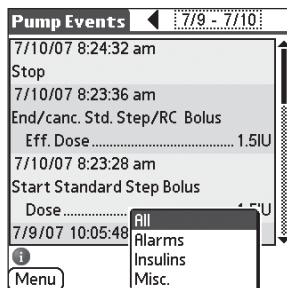 Pump Events 7/9 - 7/10
7/10/07 8:24:32 am
Stop
7/10/07 8:23:36 am
End/canc. Std. Step/RC Bolus
Eff. Dose ........................ 1.5IU
7/10/07 8:23:28 am
Start Standard Step Bolus
Dose ............ IU
7/9/07 10:05:48
All
Alarms
Insulins
Misc.
Menu